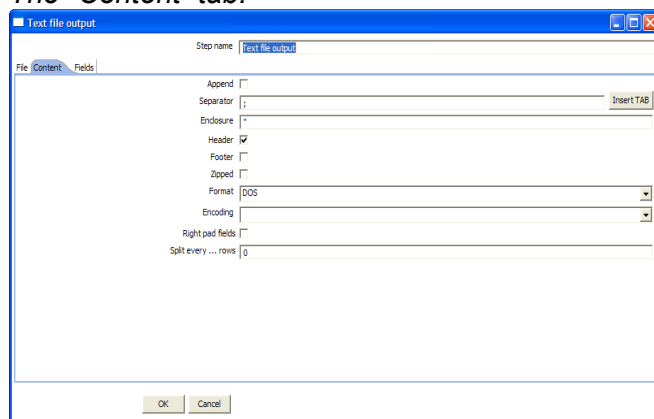 The "Content" tab:
Text file output
Step name Text file output
File Content Fields
Append
Separator ; Insert TAB
Enclosure "
Header
Footer
Zipped
Format DOS
Encoding
Right pad fields
Split every ... rows 0
OK Cancel